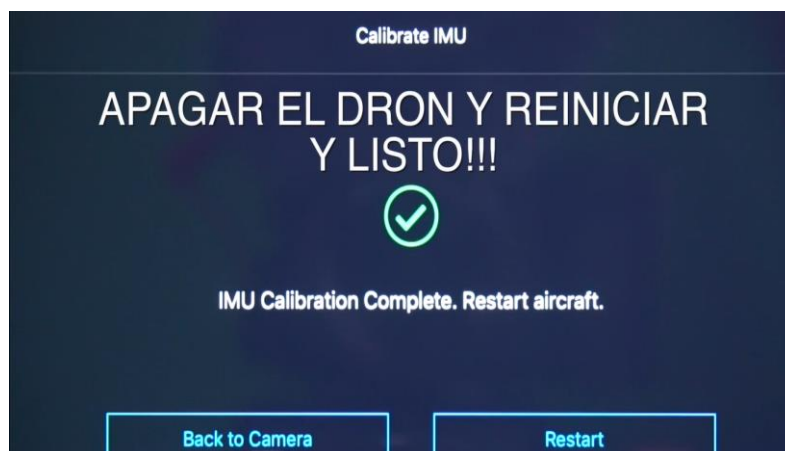 Calibrate IMU
APAGAR EL DRON Y REINICIAR
Y LISTO!!!
IMU Calibration Complete. Restart aircraft.
Back to Camera
Restart